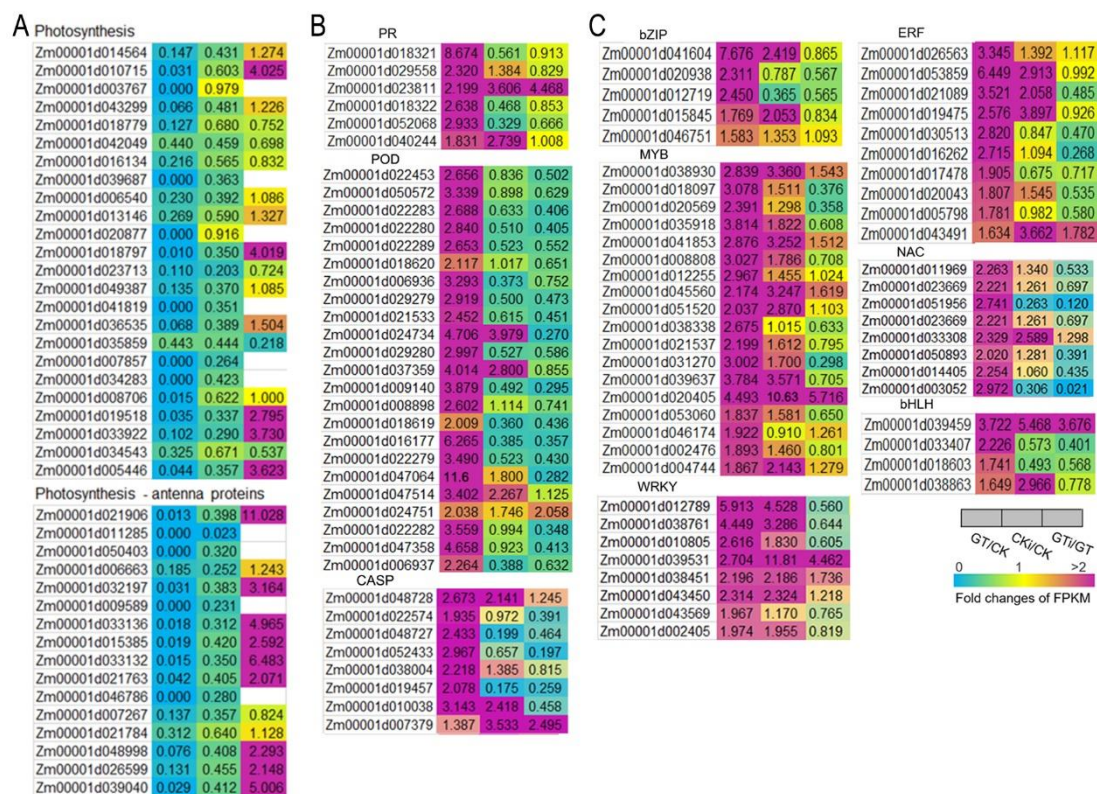 A
Photosynthesis
Zm00001d014564 0.147 0.431 1.274
Zm00001d010715 0.031 0.603 4.025
Zm00001d003767 0.000 0.979
Zm00001d043299 0.066 0.481 1.226
Zm00001d018779 0.127 0.680 0.752
Zm00001d042049 0.440 0.459 0.698
Zm00001d016134 0.216 0.565 0.832
Zm00001d039687 0.000 0.363
Zm00001d006540 0.230 0.392 1.086
Zm00001d013146 0.269 0.590 1.327
Zm00001d020877 0.000 0.916
Zm00001d018797 0.010 0.350 4.019
Zm00001d023713 0.110 0.203 0.724
Zm00001d049387 0.135 0.370 1.085
Zm00001d041819 0.000 0.351
Zm00001d036535 0.068 0.389 1.504
Zm00001d035859 0.443 0.444 0.218
Zm00001d007857 0.000 0.264
Zm00001d034283 0.000 0.423
Zm00001d008706 0.015 0.622 1.000
Zm00001d019518 0.035 0.337 2.795
Zm00001d033922 0.102 0.290 3.730
Zm00001d034543 0.325 0.671 0.537
Zm00001d005446 0.044 0.357 3.623
Photosynthesis - antenna proteins
Zm00001d021906 0.013 0.398 11.028
Zm00001d011285 0.000 0.023
Zm00001d050403 0.000 0.320
Zm00001d006663 0.185 0.252 1.243
Zm00001d032197 0.031 0.383 3.164
Zm00001d009589 0.000 0.231
Zm00001d033136 0.018 0.312 4.965
Zm00001d015385 0.019 0.420 2.592
Zm00001d033132 0.015 0.350 6.483
Zm00001d021763 0.042 0.405 2.071
Zm00001d046786 0.000 0.280
Zm00001d007267 0.137 0.357 0.824
Zm00001d021784 0.312 0.640 1.128
Zm00001d048998 0.076 0.408 2.293
Zm00001d026599 0.131 0.455 2.148
Zm00001d039040 0.029 0.412 5.006
B
PR
Zm00001d018321 8.674 0.561 0.913
Zm00001d029558 2.320 1.384 0.829
Zm00001d023811 2.199 3.606 4.468
Zm00001d018322 2.638 0.468 0.853
Zm00001d052068 2.933 0.329 0.666
Zm00001d040244 1.831 2.739 1.008
POD
Zm00001d022453 2.656 0.836 0.502
Zm00001d050572 3.339 0.898 0.629
Zm00001d022283 2.688 0.633 0.406
Zm00001d022280 2.840 0.510 0.405
Zm00001d022289 2.653 0.523 0.552
Zm00001d018620 2.117 1.017 0.651
Zm00001d006936 3.293 0.373 0.752
Zm00001d029279 2.919 0.500 0.473
Zm00001d021533 2.452 0.615 0.451
Zm00001d024734 4.706 3.979 0.270
Zm00001d029280 2.997 0.527 0.586
Zm00001d037359 4.014 2.800 0.855
Zm00001d009140 3.879 0.492 0.295
Zm00001d008898 2.602 1.114 0.741
Zm00001d018619 2.009 0.360 0.436
Zm00001d016177 6.265 0.385 0.357
Zm00001d022279 3.490 0.523 0.430
Zm00001d047064 11.6 1.800 0.282
Zm00001d047514 3.402 2.267 1.125
Zm00001d024751 2.038 1.746 2.058
Zm00001d022282 3.559 0.994 0.348
Zm00001d047358 4.658 0.923 0.413
Zm00001d006937 2.264 0.388 0.632
CASP
Zm00001d048728 2.673 2.141 1.245
Zm00001d022574 1.935 0.972 0.391
Zm00001d048727 2.433 0.199 0.464
Zm00001d052433 2.967 0.657 0.197
Zm00001d038004 2.218 1.385 0.815
Zm00001d019457 2.078 0.175 0.259
Zm00001d010038 3.143 2.418 0.458
Zm00001d007379 1.387 3.533 2.495
C
bZIP
Zm00001d041604 7.676 2.419 0.865
Zm00001d020938 2.311 0.787 0.567
Zm00001d012719 2.450 0.365 0.565
Zm00001d015845 1.769 2.053 0.834
Zm00001d046751 1.583 1.353 1.093
MYB
Zm00001d038930 2.839 3.360 1.543
Zm00001d018097 3.078 1.511 0.376
Zm00001d020569 2.391 1.298 0.358
Zm00001d035918 3.814 1.822 0.608
Zm00001d041853 2.876 3.252 1.512
Zm00001d008808 3.027 1.786 0.708
Zm00001d012255 2.967 1.455 1.024
Zm00001d045560 2.174 3.247 1.619
Zm00001d051520 2.037 2.870 1.103
Zm00001d038338 2.675 1.015 0.633
Zm00001d021537 2.199 1.612 0.795
Zm00001d031270 3.002 1.700 0.298
Zm00001d039637 3.784 3.571 0.705
Zm00001d020405 4.493 10.63 5.716
Zm00001d053060 1.837 1.581 0.650
Zm00001d046174 1.922 0.910 1.261
Zm00001d002476 1.893 1.460 0.801
Zm00001d004744 1.867 2.143 1.279
WRKY
Zm00001d012789 5.913 4.528 0.560
Zm00001d038761 4.449 3.286 0.644
Zm00001d010805 2.616 1.830 0.605
Zm00001d039531 2.704 11.81 4.462
Zm00001d038451 2.196 2.186 1.736
Zm00001d043450 2.314 2.324 1.218
Zm00001d043569 1.967 1.170 0.765
Zm00001d002405 1.974 1.955 0.819
ERF
Zm00001d026563 3.345 1.392 1.117
Zm00001d053859 6.449 2.913 0.992
Zm00001d021089 3.521 2.058 0.485
Zm00001d019475 2.576 3.897 0.926
Zm00001d030513 2.820 0.847 0.470
Zm00001d016262 2.715 1.094 0.268
Zm00001d017478 1.905 0.675 0.717
Zm00001d020043 1.807 1.545 0.535
Zm00001d005798 1.781 0.982 0.580
Zm00001d043491 1.634 3.662 1.782
NAC
Zm00001d011969 2.263 1.340 0.533
Zm00001d023669 2.221 1.261 0.697
Zm00001d051956 2.741 0.263 0.120
Zm00001d023669 2.221 1.261 0.697
Zm00001d033308 2.329 2.589 1.298
Zm00001d050893 2.020 1.281 0.391
Zm00001d014405 2.254 1.060 0.435
Zm00001d003052 2.972 0.306 0.021
bHLH
Zm00001d039459 3.722 5.468 3.676
Zm00001d033407 2.226 0.573 0.401
Zm00001d018603 1.741 0.493 0.568
Zm00001d038863 1.649 2.966 0.778
GT/CK CKi/CK GTi/GT
0 1 >2
Fold changes of FPKM